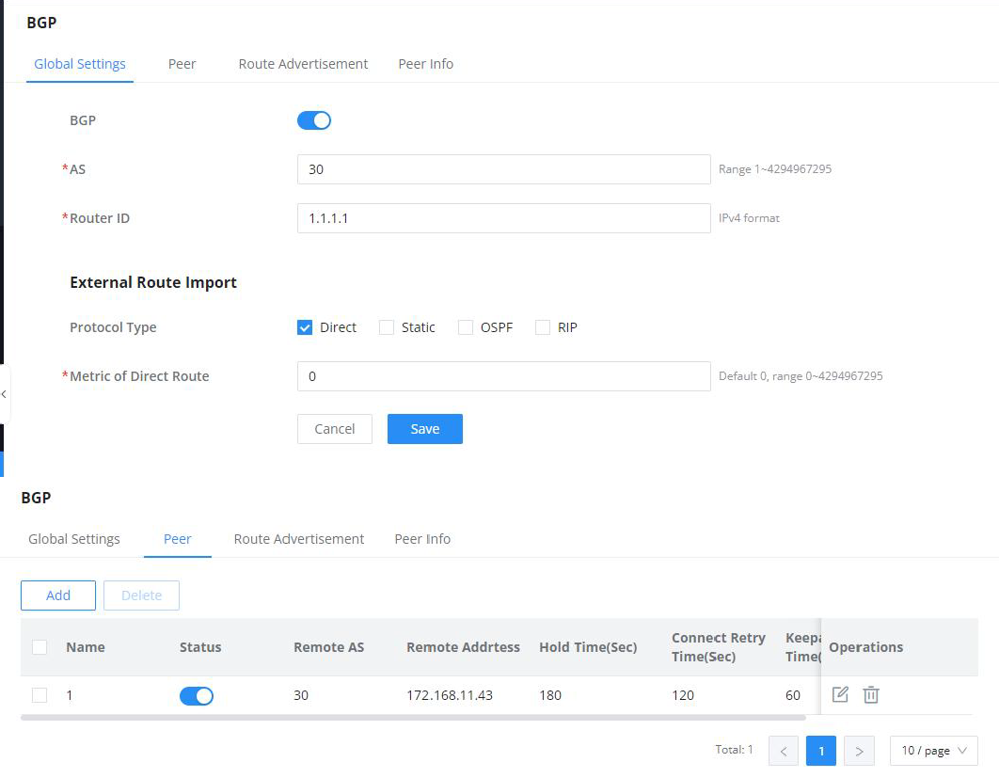 BGP
Global Settings Peer Route Advertisement Peer Info
BGP
*AS 30 Range 1~4294967295
*Router ID 1.1.1.1 IPv4 format
External Route Import
Protocol Type Direct Static OSPF RIP
*Metric of Direct Route 0 Default 0, range 0~4294967295
Cancel Save
BGP
Global Settings Peer Route Advertisement Peer Info
Add Delete
Name Status Remote AS Remote Addrtess Hold Time(Sec) Connect Retry Time(Sec) Keepa Time( Operations
1 30 172.168.11.43 180 120 60
Total: 1 < 1 > 10 / page